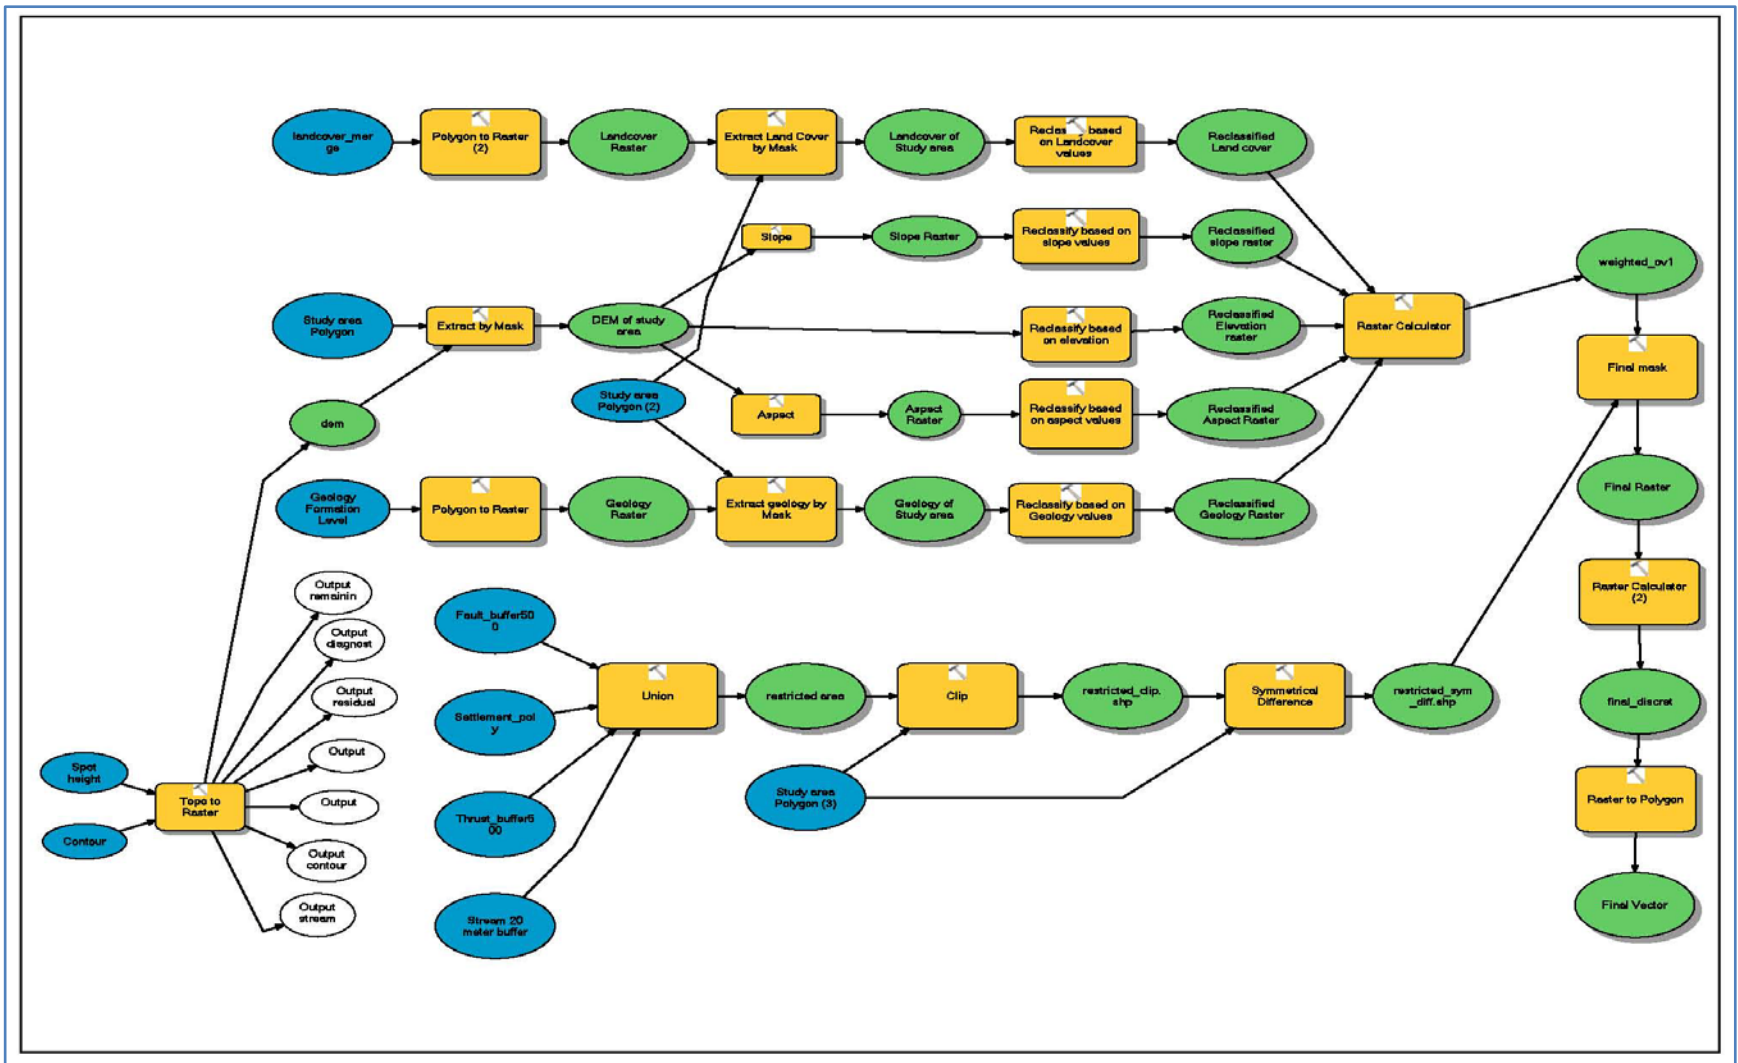 landcover_mer
ge
Polygon to Raster
(2)
Landcover
Raster
Extract Land Cover
by Mask
Landcover of
Study area
Reclas based
on Landcover
values
Reclassified
Land cover
Slope
Slope Raster
Reclassify based on
slope values
Reclassified
slope raster
weighted_ov1
Study area
Polygon
Extract by Mask
DEM of study
area
Reclassify based
on elevation
Reclassified
Elevation
raster
Raster Calculator
Final mask
dem
Study area
Polygon (2)
Aspect
Aspect
Raster
Reclassify based
on aspect values
Reclassified
Aspect Raster
Geology
Formation
Level
Polygon to Raster
Geology
Raster
Extract geology by
Mask
Geology of
Study area
Reclassify based on
Geology values
Reclassified
Geology Raster
Final Raster
Output
remainin
Output
diagnost
Output
residual
Output
Output
Output
contour
Output
stream
Spot
height
Contour
Topo to
Raster
Fault_buffer50
0
Settlement_pol
y
Thrust_buffer5
00
Stream 20
meter buffer
Union
restricted area
Clip
restricted_clip.
shp
Symmetrical
Difference
restricted_sym
_diff.shp
Study area
Polygon (3)
Raster Calculator
(2)
final_discret
Raster to Polygon
Final Vector